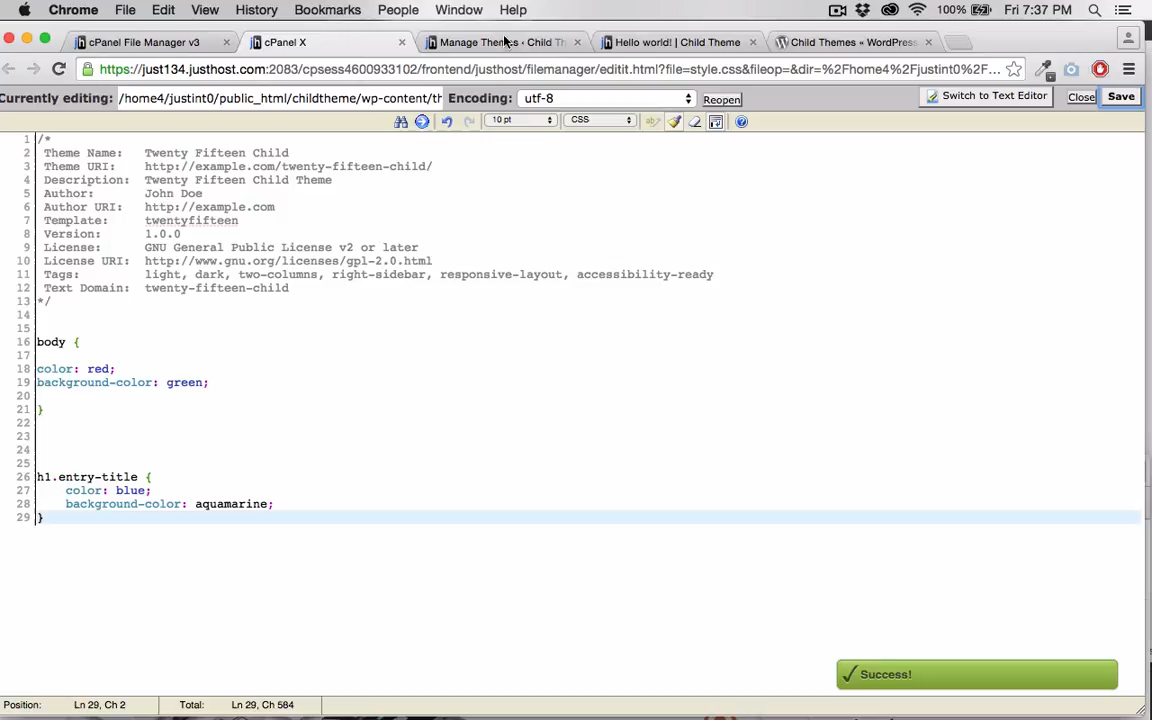 Chrome File Edit View History Bookmarks People Window Help 100% Fri 7:37 PM
cPanel File Manager v3 cPanel X Manage Themes ‹ Child Th Hello world! | Child Theme Child Themes « WordPress
https://just134.justhost.com:2083/cpsess4600933102/frontend/justhost/filemanager/editit.html?file=style.css&fileop=&dir=%2Fhome4%2Fjustint0%2F...
Currently editing: /home4/justint0/public_html/childtheme/wp-content/th Encoding: utf-8 Reopen Switch to Text Editor Close Save
10 pt CSS
1 /*
2 Theme Name: Twenty Fifteen Child
3 Theme URI: http://example.com/twenty-fifteen-child/
4 Description: Twenty Fifteen Child Theme
5 Author: John Doe
6 Author URI: http://example.com
7 Template: twentyfifteen
8 Version: 1.0.0
9 License: GNU General Public License v2 or later
10 License URI: http://www.gnu.org/licenses/gpl-2.0.html
11 Tags: light, dark, two-columns, right-sidebar, responsive-layout, accessibility-ready
12 Text Domain: twenty-fifteen-child
13 */
14
15
16 body {
17
18 color: red;
19 background-color: green;
20
21 }
22
23
24
25
26 h1.entry-title {
27 color: blue;
28 background-color: aquamarine;
29 }
Success!
Position: Ln 29, Ch 2 Total: Ln 29, Ch 584